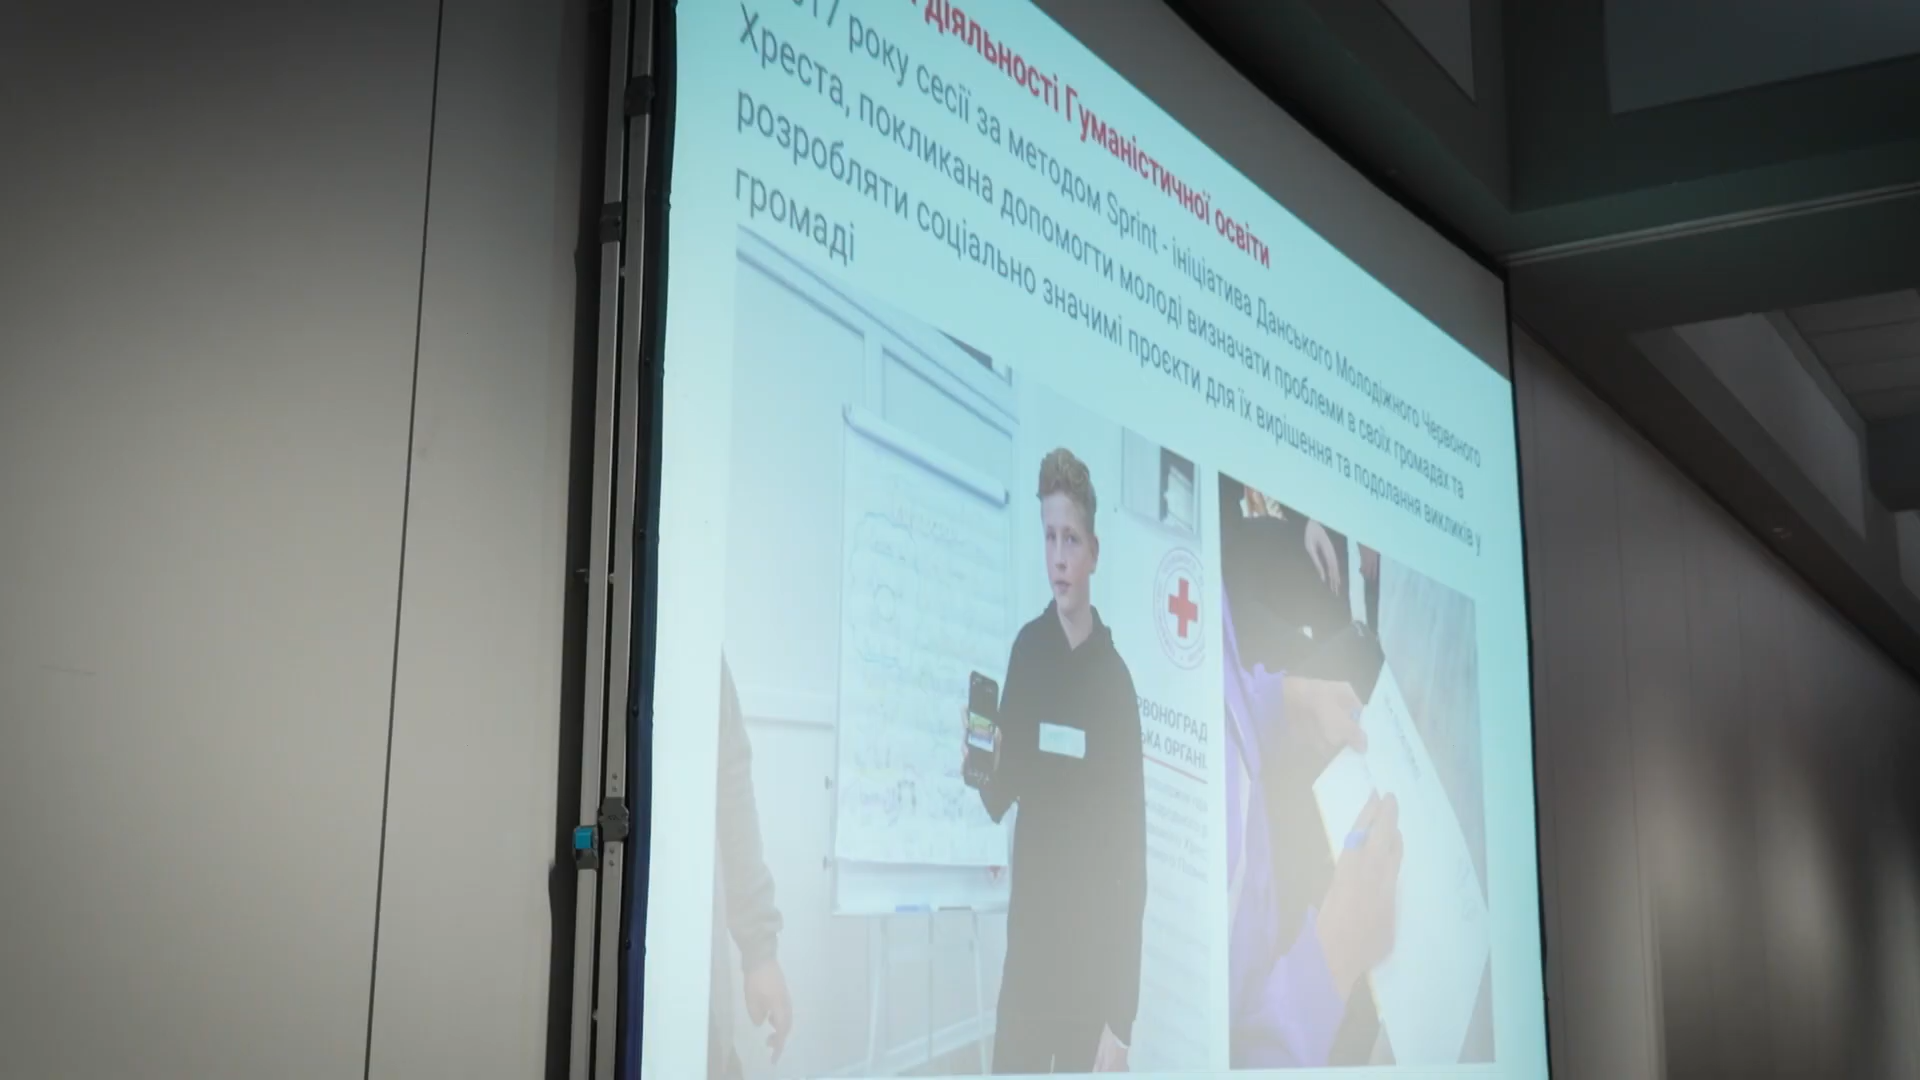 діяльності Гуманістичної освіти
року сесії за методом Sprint - ініціатива Данського Молодіжного Червоного
Хреста, покликана допомогти молоді визначати проблеми в своїх громадах та
розробляти соціально значимі проєкти для їх вирішення та подолання викликів у
громаді
РВОНОГРАД
ЬКА ОРГАНІ